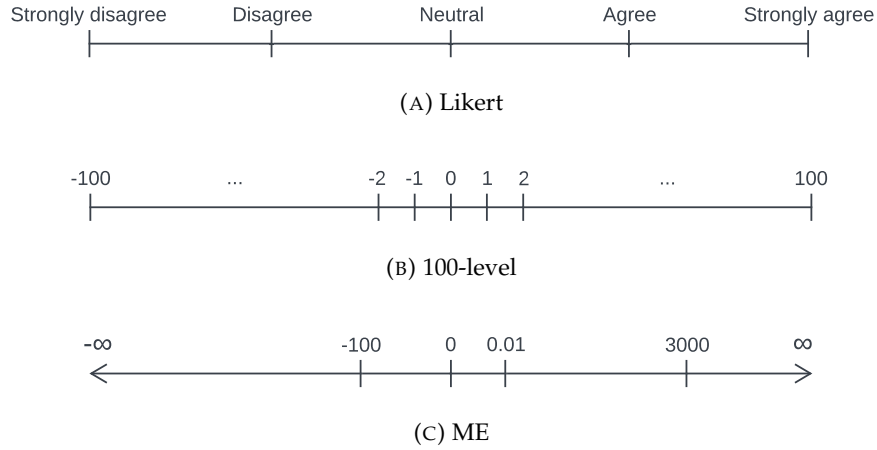 Strongly disagree Disagree Neutral Agree Strongly agree
(A) Likert
-100 ... -2 -1 0 1 2 ... 100
(B) 100-level
-∞ -100 0 0.01 3000 ∞
(C) ME